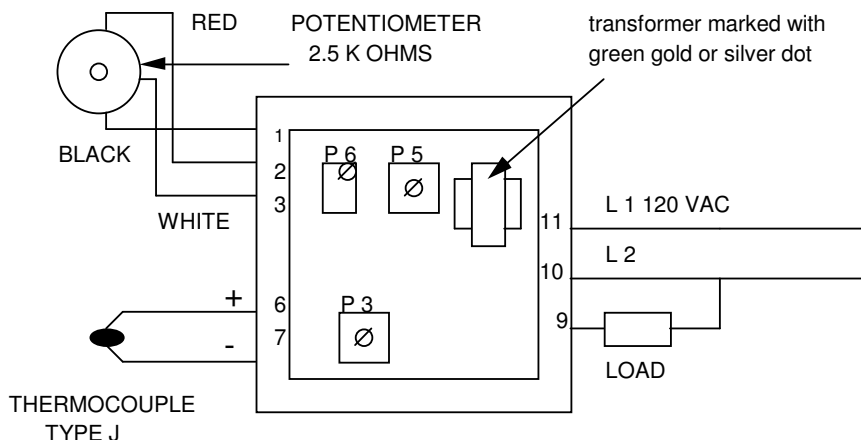 RED
POTENTIOMETER
2.5 K OHMS
transformer marked with
green gold or silver dot
BLACK
WHITE
1
2
3
P 6
P 5
11
L 1 120 VAC
10
L 2
9
LOAD
+
6
-
7
P 3
THERMOCOUPLE
TYPE J